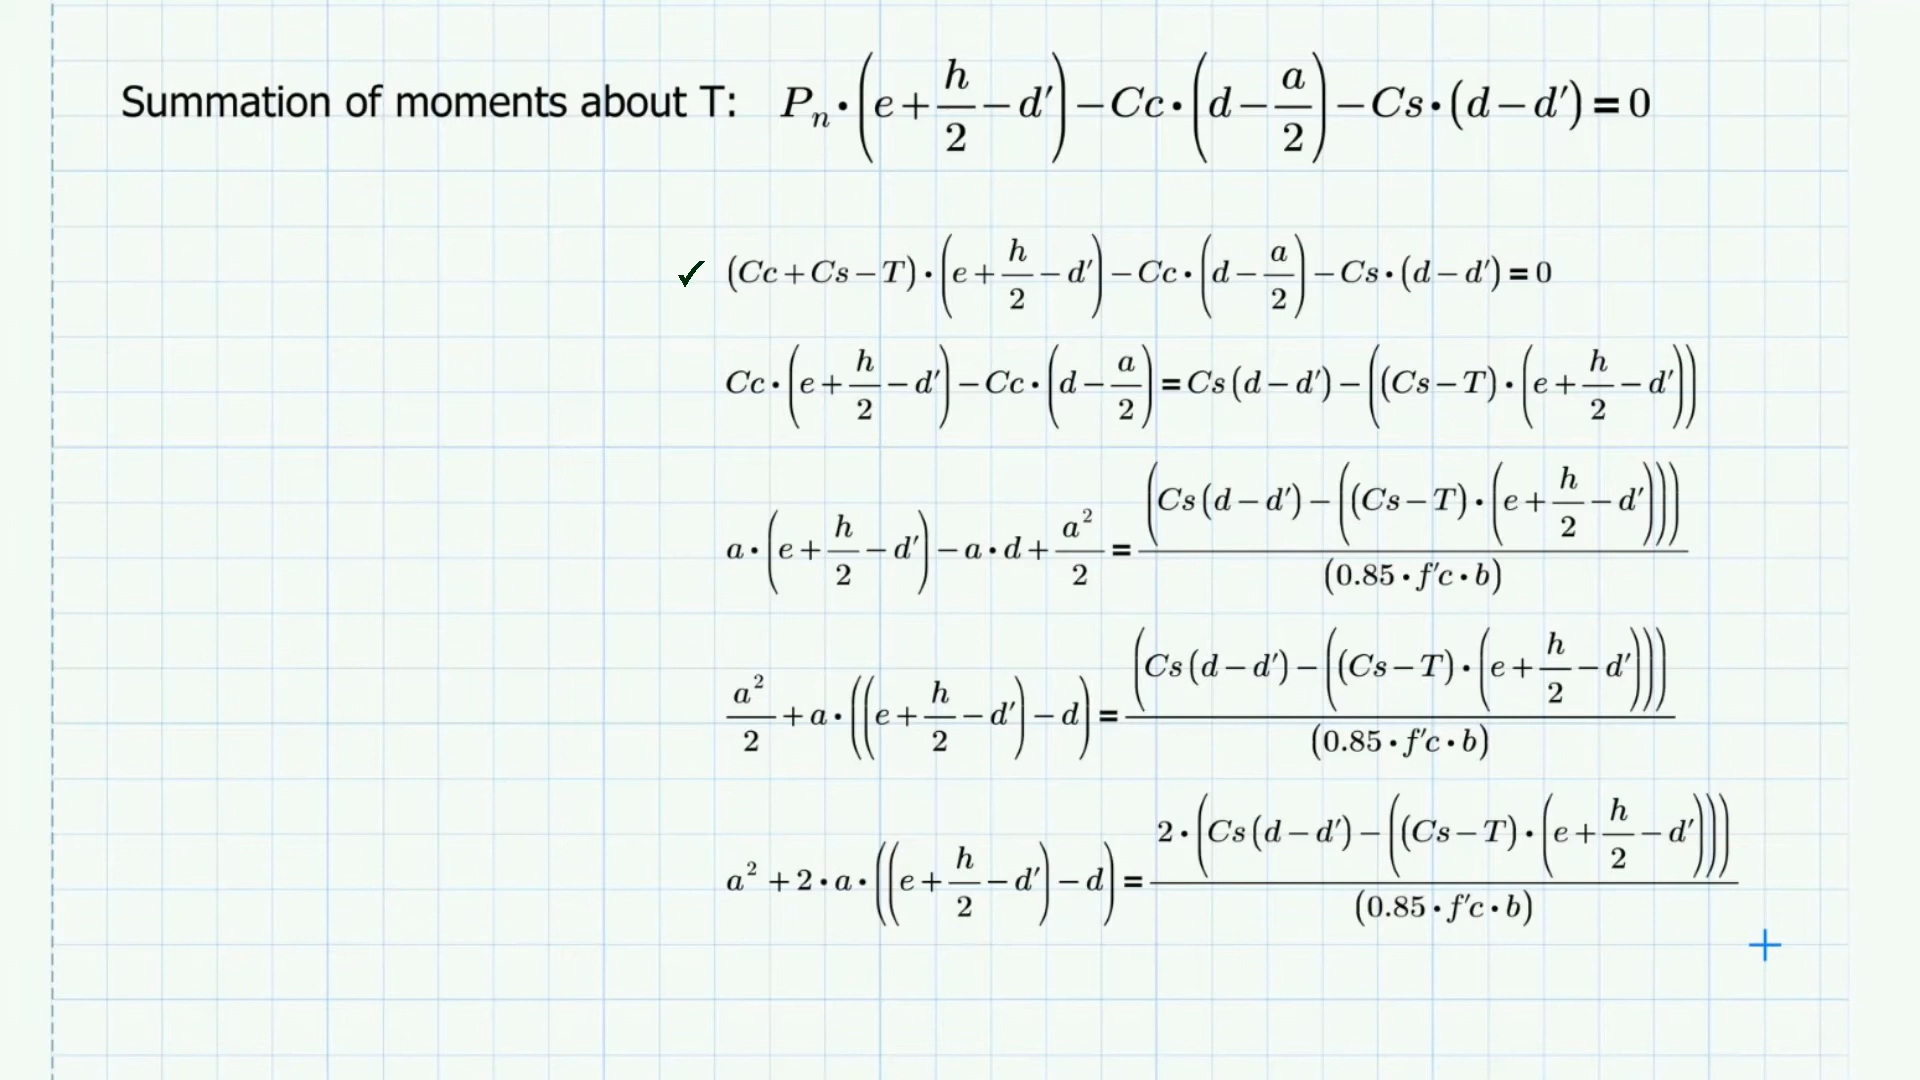 Summation of moments about T: Pₙ·(e+h/2−d′)−Cc·(d−a/2)−Cs·(d−d′)=0
✓ (Cc+Cs−T)·(e+h/2−d′)−Cc·(d−a/2)−Cs·(d−d′)=0
Cc·(e+h/2−d′)−Cc·(d−a/2)=Cs(d−d′)−((Cs−T)·(e+h/2−d′))
a·(e+h/2−d′)−a·d+a²/2=(Cs(d−d′)−((Cs−T)·(e+h/2−d′)))/(0.85·f′c·b)
a²/2+a·((e+h/2−d′)−d)=(Cs(d−d′)−((Cs−T)·(e+h/2−d′)))/(0.85·f′c·b)
a²+2·a·((e+h/2−d′)−d)=2·(Cs(d−d′)−((Cs−T)·(e+h/2−d′)))/(0.85·f′c·b)